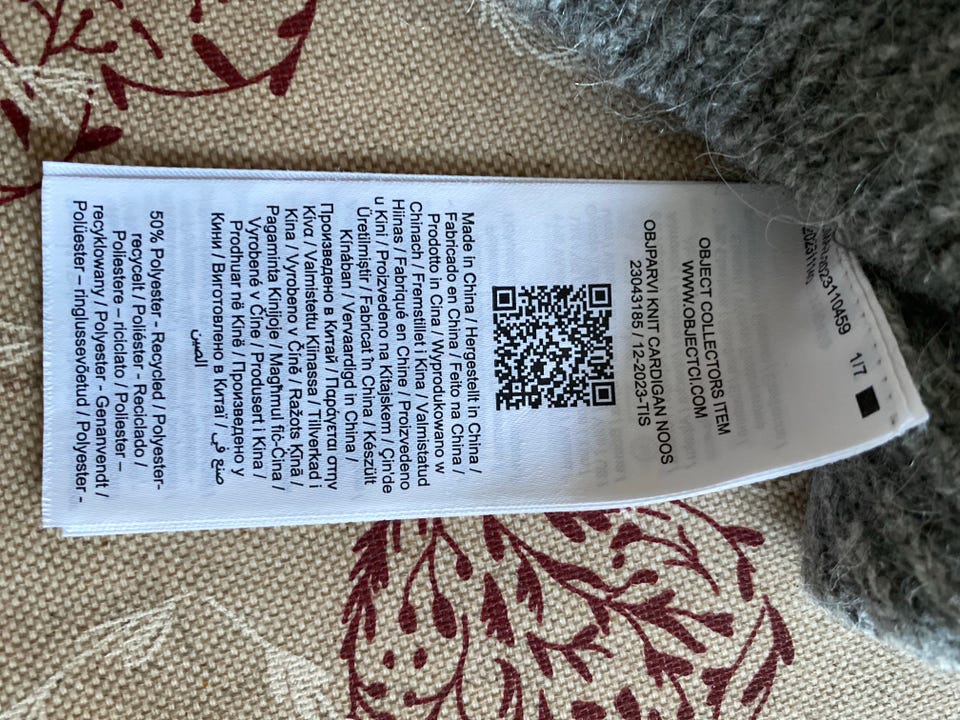 1/7
OBJECT COLLECTORS ITEM
WWW.OBJECTCI.COM
OBJPARVI KNIT CARDIGAN NOOS
23043185 / 12-2023-TIS
Made in China / Hergestellt in China /
Fabricado en China / Feito na China /
Prodotto in Cina / Wyprodukowano w
Chinach / Fremstillet i Kina / Valmistatud
Hiinas / Fabriqué en Chine / Proizvedeno
u Kini / Proizvedeno na Kitajskem / Çin'de
Üretilmiştir / Fabricat în China / Készült
Kínában / Vervaardigd in China /
Произведено в Китай / Παράγεται στην
Κίνα / Valmistettu Kiinassa / Tillverkad i
Kina / Vyrobeno v Číně / Ražots Ķīnā /
Pagaminta Kinijoje / Magħmul fiċ-Ċina /
Vyrobené v Číne / Produsert i Kina /
Prodhuar në Kinë / Произведено у
Кини / Виготовлено в Китаї / صنع في
الصين
50% Polyester - Recycled / Polyester-
recycelt / Poliéster - Reciclado /
Poliestere – riciclato / Poliester –
recyklowany / Polyester - Genanvendt /
Polüester – ringlussevõetud / Polyester -